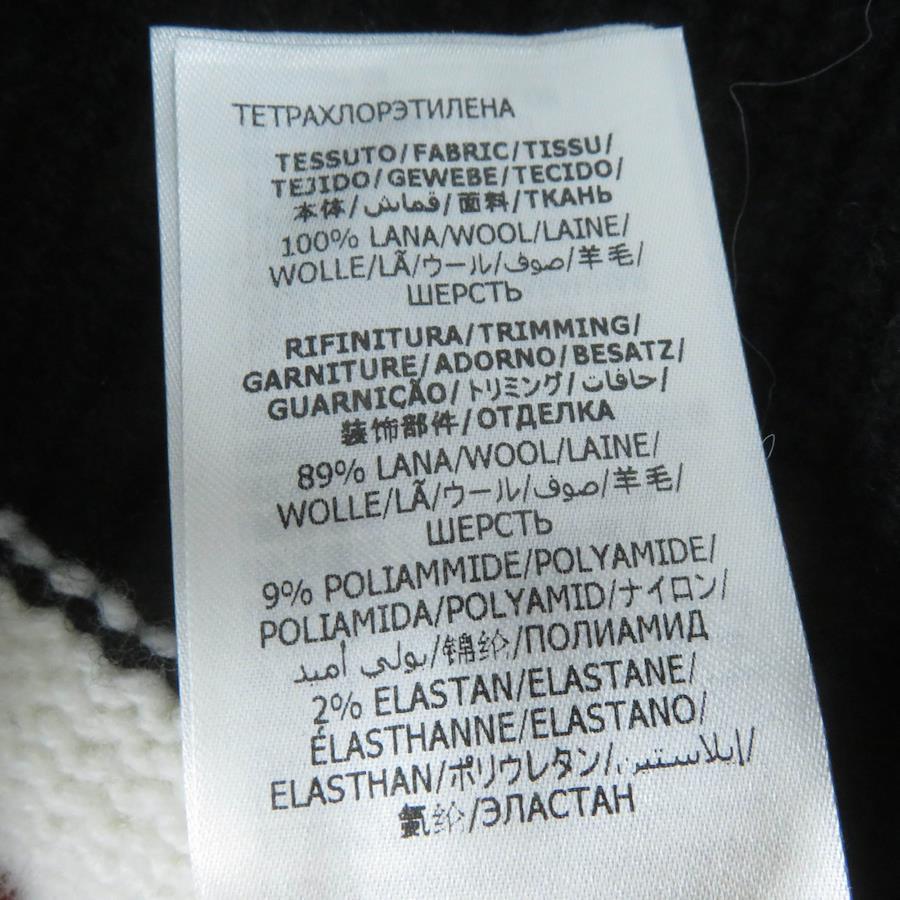 ТЕТРАХЛОРЭТИЛЕНА
TESSUTO/FABRIC/TISSU/
TEJIDO/GEWEBE/TECIDO/
本体/قماش/面料/ТКАНЬ
100% LANA/WOOL/LAINE/
WOLLE/LÃ/ウール/صوف/羊毛/
ШЕРСТЬ
RIFINITURA/TRIMMING/
GARNITURE/ADORNO/BESATZ/
GUARNIÇÃO/トリミング/حافات/
装饰部件/ОТДЕЛКА
89% LANA/WOOL/LAINE/
WOLLE/LÃ/ウール/صوف/羊毛/
ШЕРСТЬ
9% POLIAMMIDE/POLYAMIDE/
POLIAMIDA/POLYAMID/ナイロン/
بولي أميد/锦纶/ПОЛИАМИД
2% ELASTAN/ELASTANE/
ÉLASTHANNE/ELASTANO/
ELASTHAN/ポリウレタン/إيلاستين/
氨纶/ЭЛАСТАН